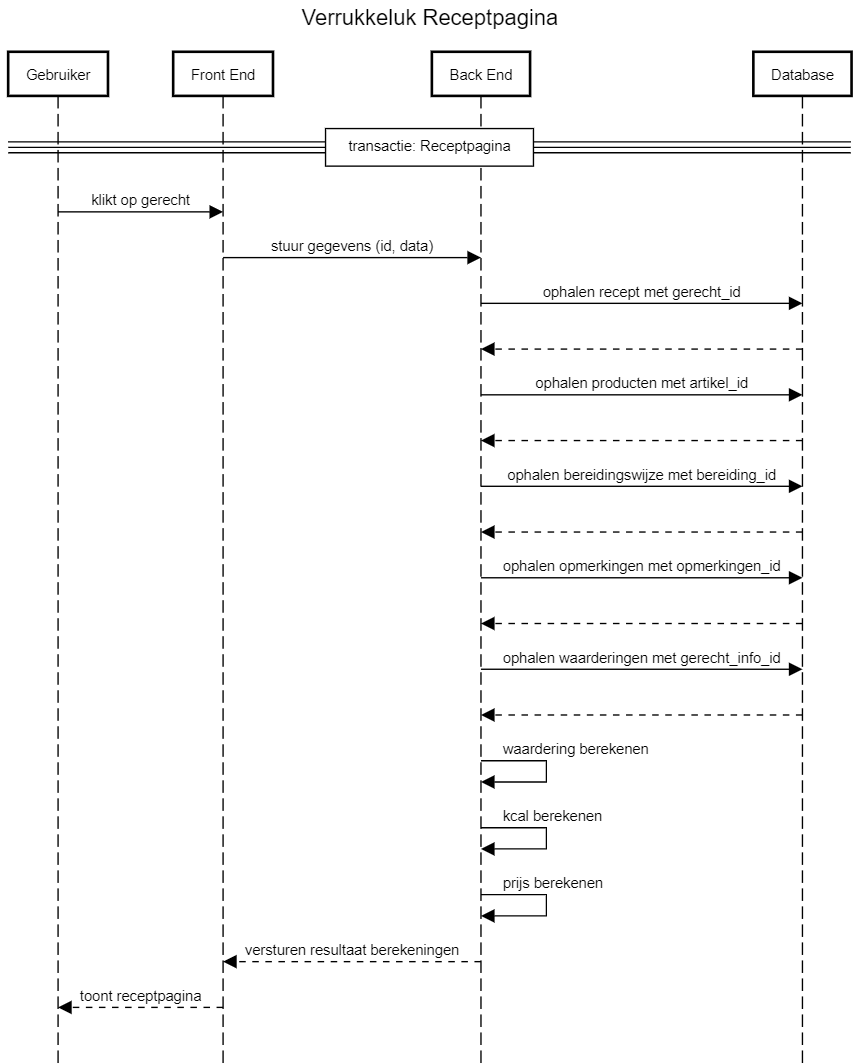 Verrukkeluk Receptpagina
Gebruiker
Front End
Back End
Database
transactie: Receptpagina
klikt op gerecht
stuur gegevens (id, data)
ophalen recept met gerecht_id
ophalen producten met artikel_id
ophalen bereidingswijze met bereiding_id
ophalen opmerkingen met opmerkingen_id
ophalen waarderingen met gerecht_info_id
waardering berekenen
kcal berekenen
prijs berekenen
versturen resultaat berekeningen
toont receptpagina